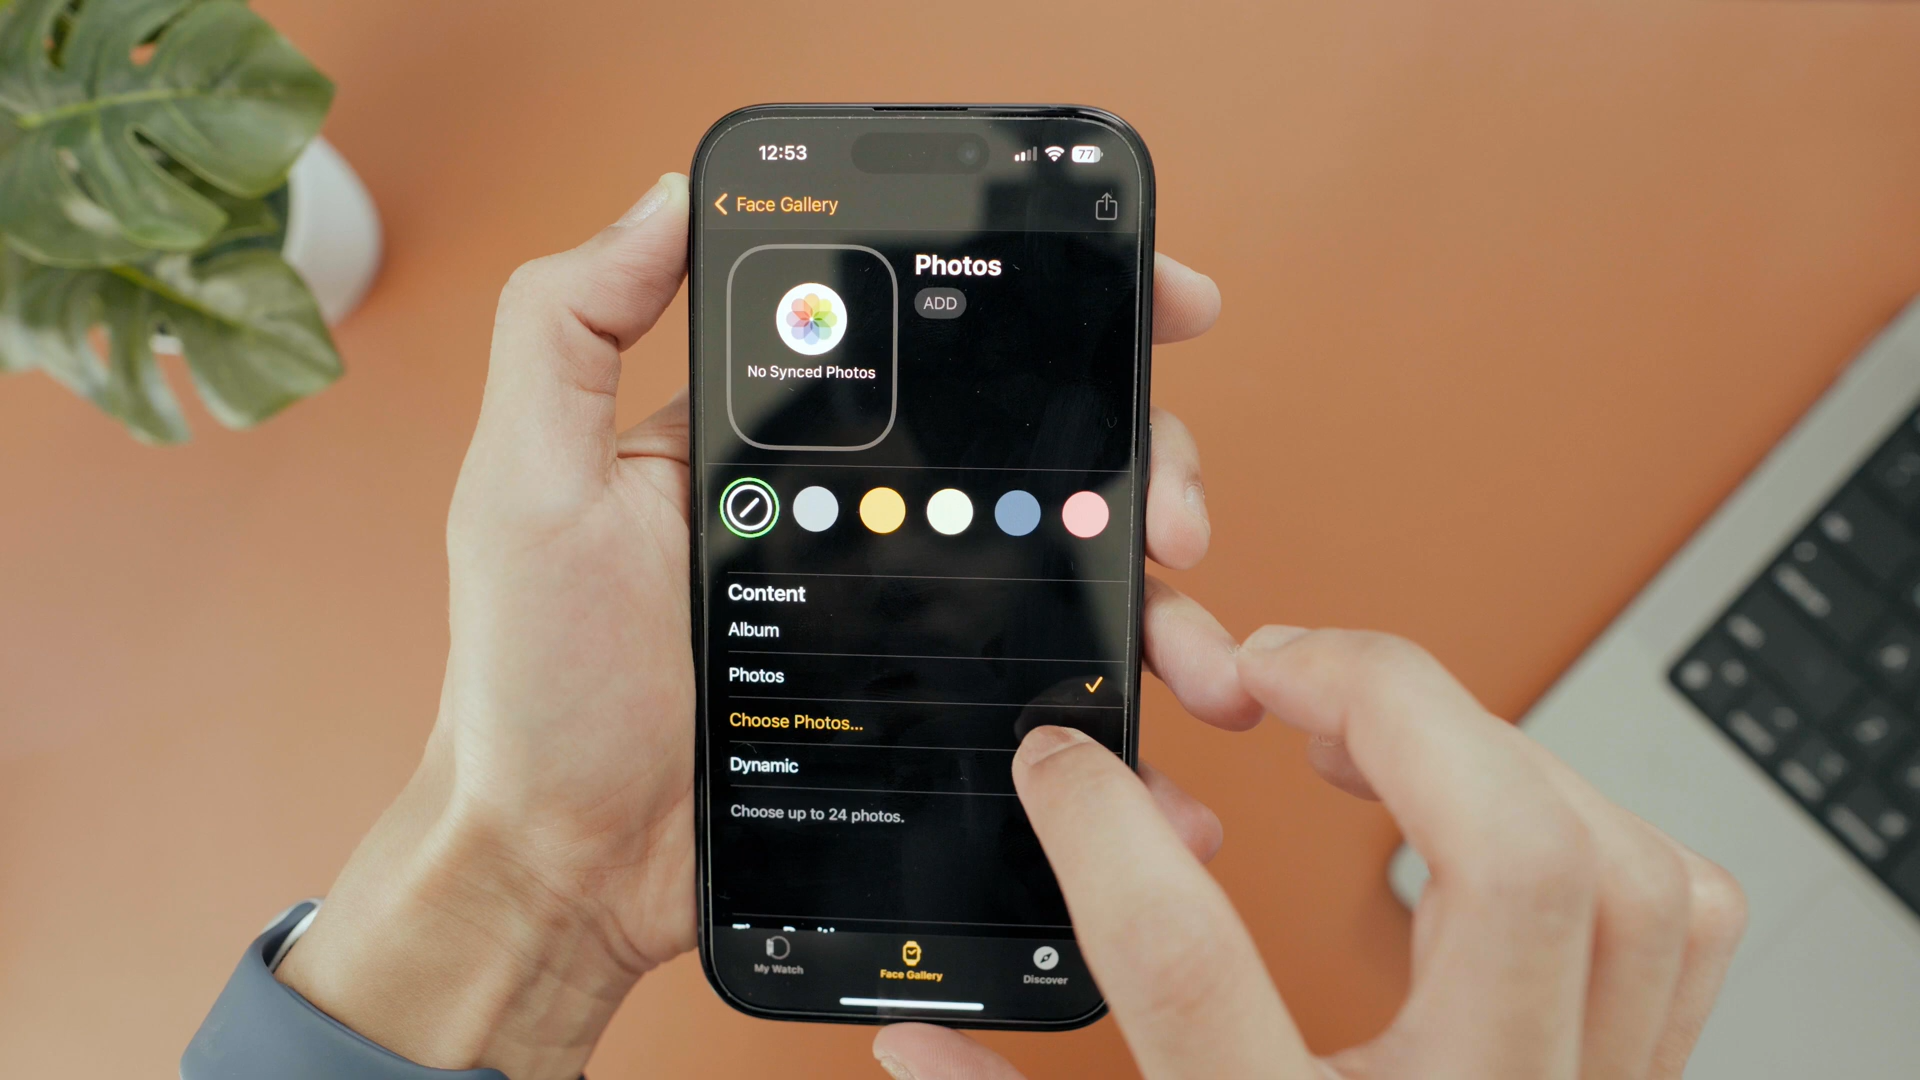 12:53
77
Face Gallery
Photos
ADD
No Synced Photos
Content
Album
Photos
Choose Photos...
Dynamic
Choose up to 24 photos.
My Watch
Face Gallery
Discover